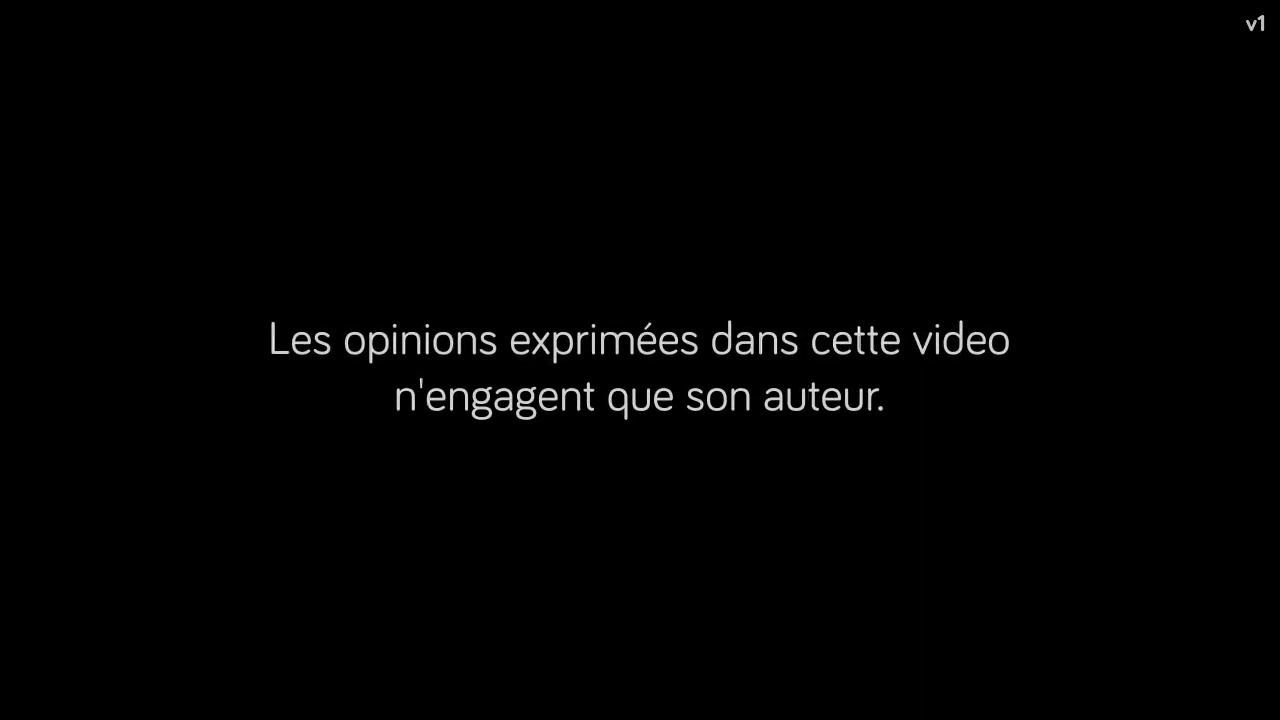 v1
Les opinions exprimées dans cette video
n'engagent que son auteur.